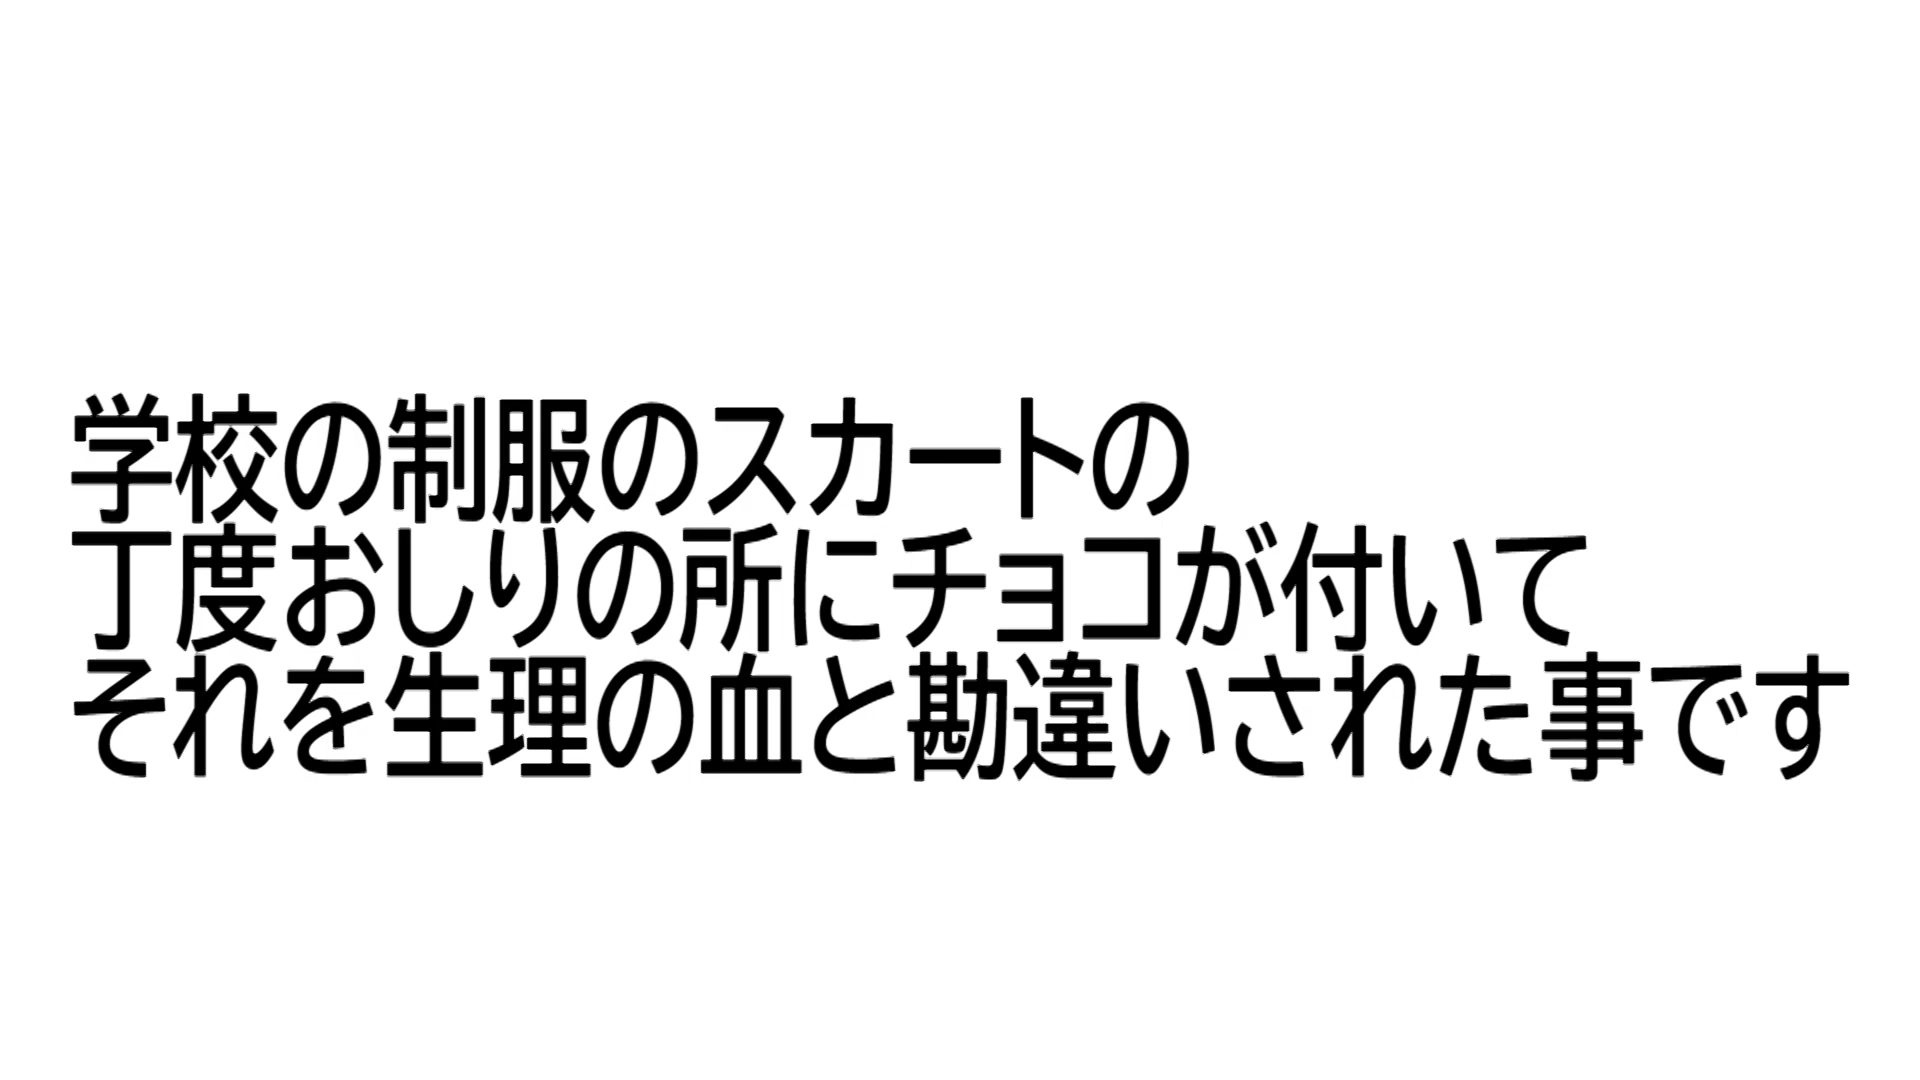 学校の制服のスカートの
丁度おしりの所にチョコが付いて
それを生理の血と勘違いされた事です